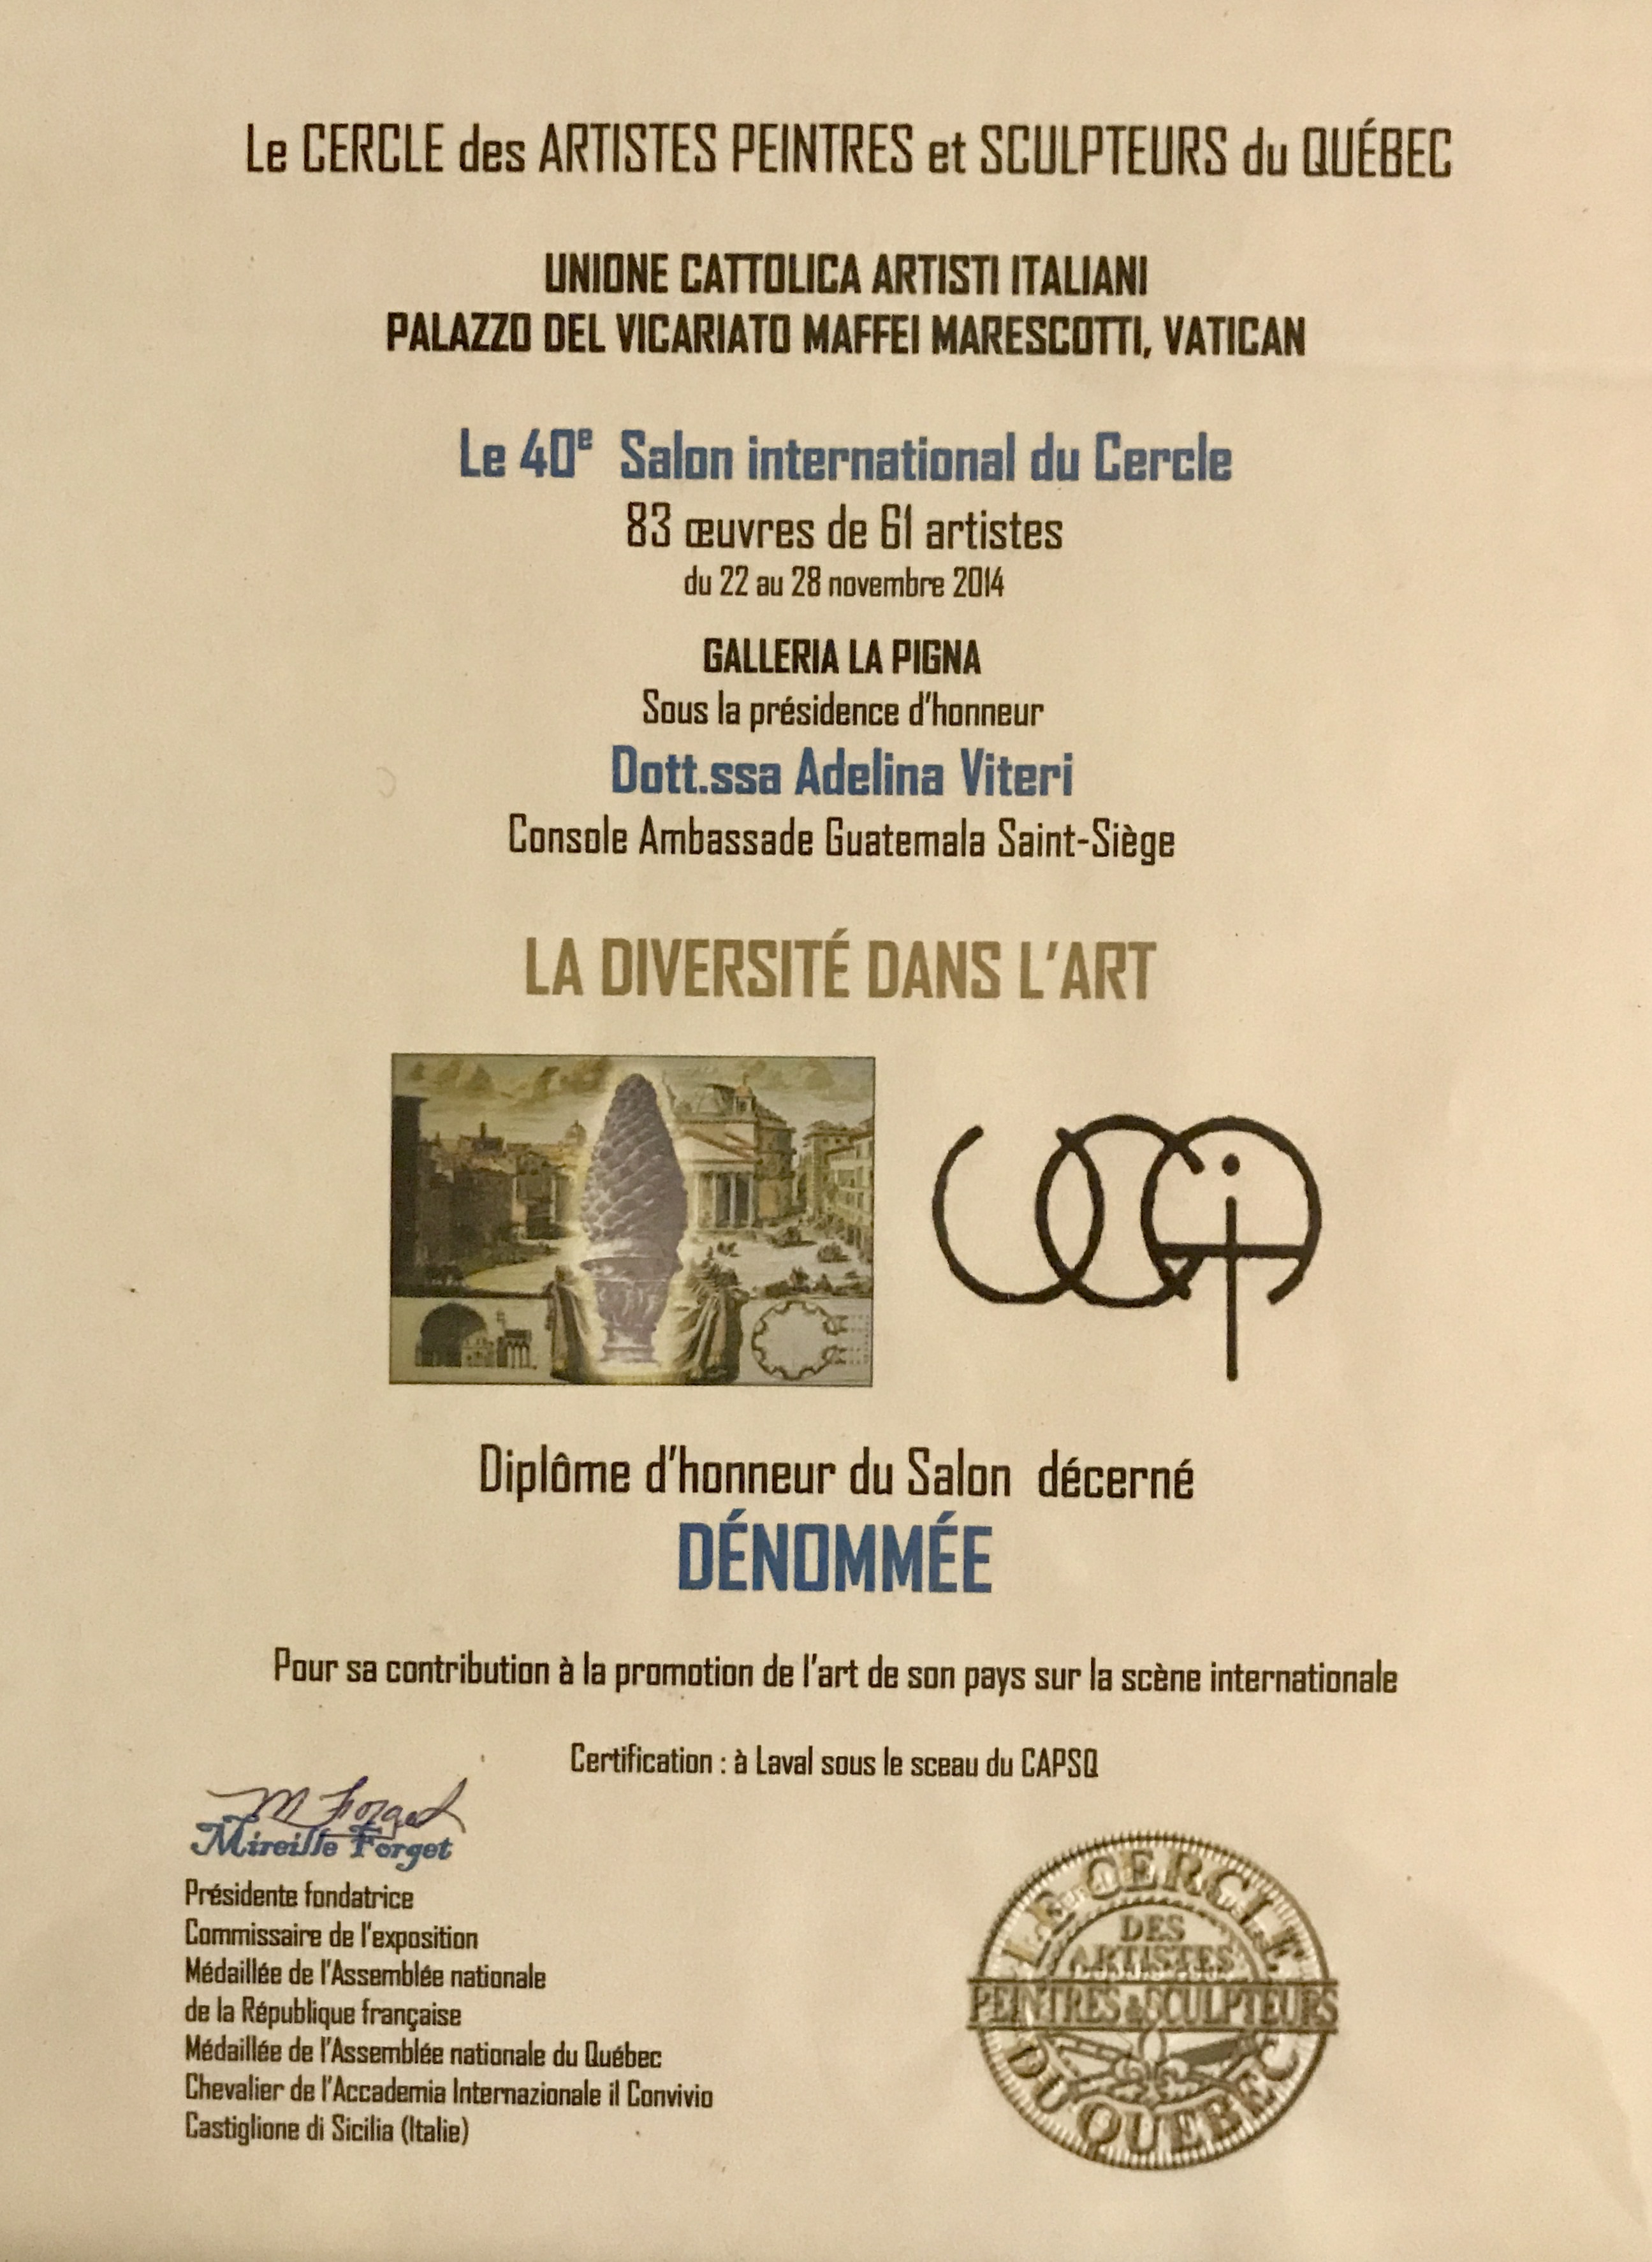 Le CERCLE des ARTISTES PEINTRES et SCULPTEURS du QUÉBEC
UNIONE CATTOLICA ARTISTI ITALIANI
PALAZZO DEL VICARIATO MAFFEI MARESCOTTI, VATICAN
Le 40e Salon international du Cercle
83 œuvres de 61 artistes
du 22 au 28 novembre 2014
GALLERIA LA PIGNA
Sous la présidence d'honneur
Dott.ssa Adelina Viteri
Console Ambassade Guatemala Saint-Siège
LA DIVERSITÉ DANS L'ART
UCAi
Diplôme d'honneur du Salon décerné
DÉNOMMÉE
Pour sa contribution à la promotion de l'art de son pays sur la scène internationale
Certification : à Laval sous le sceau du CAPSQ
M Forget
Mireille Forget
Présidente fondatrice
Commissaire de l'exposition
Médaillée de l'Assemblée nationale
de la République française
Médaillée de l'Assemblée nationale du Québec
Chevalier de l'Accademia Internazionale il Convivio
Castiglione di Sicilia (Italie)
LE CERCLE
DES
ARTISTES
PEINTRES & SCULPTEURS
DU QUEBEC